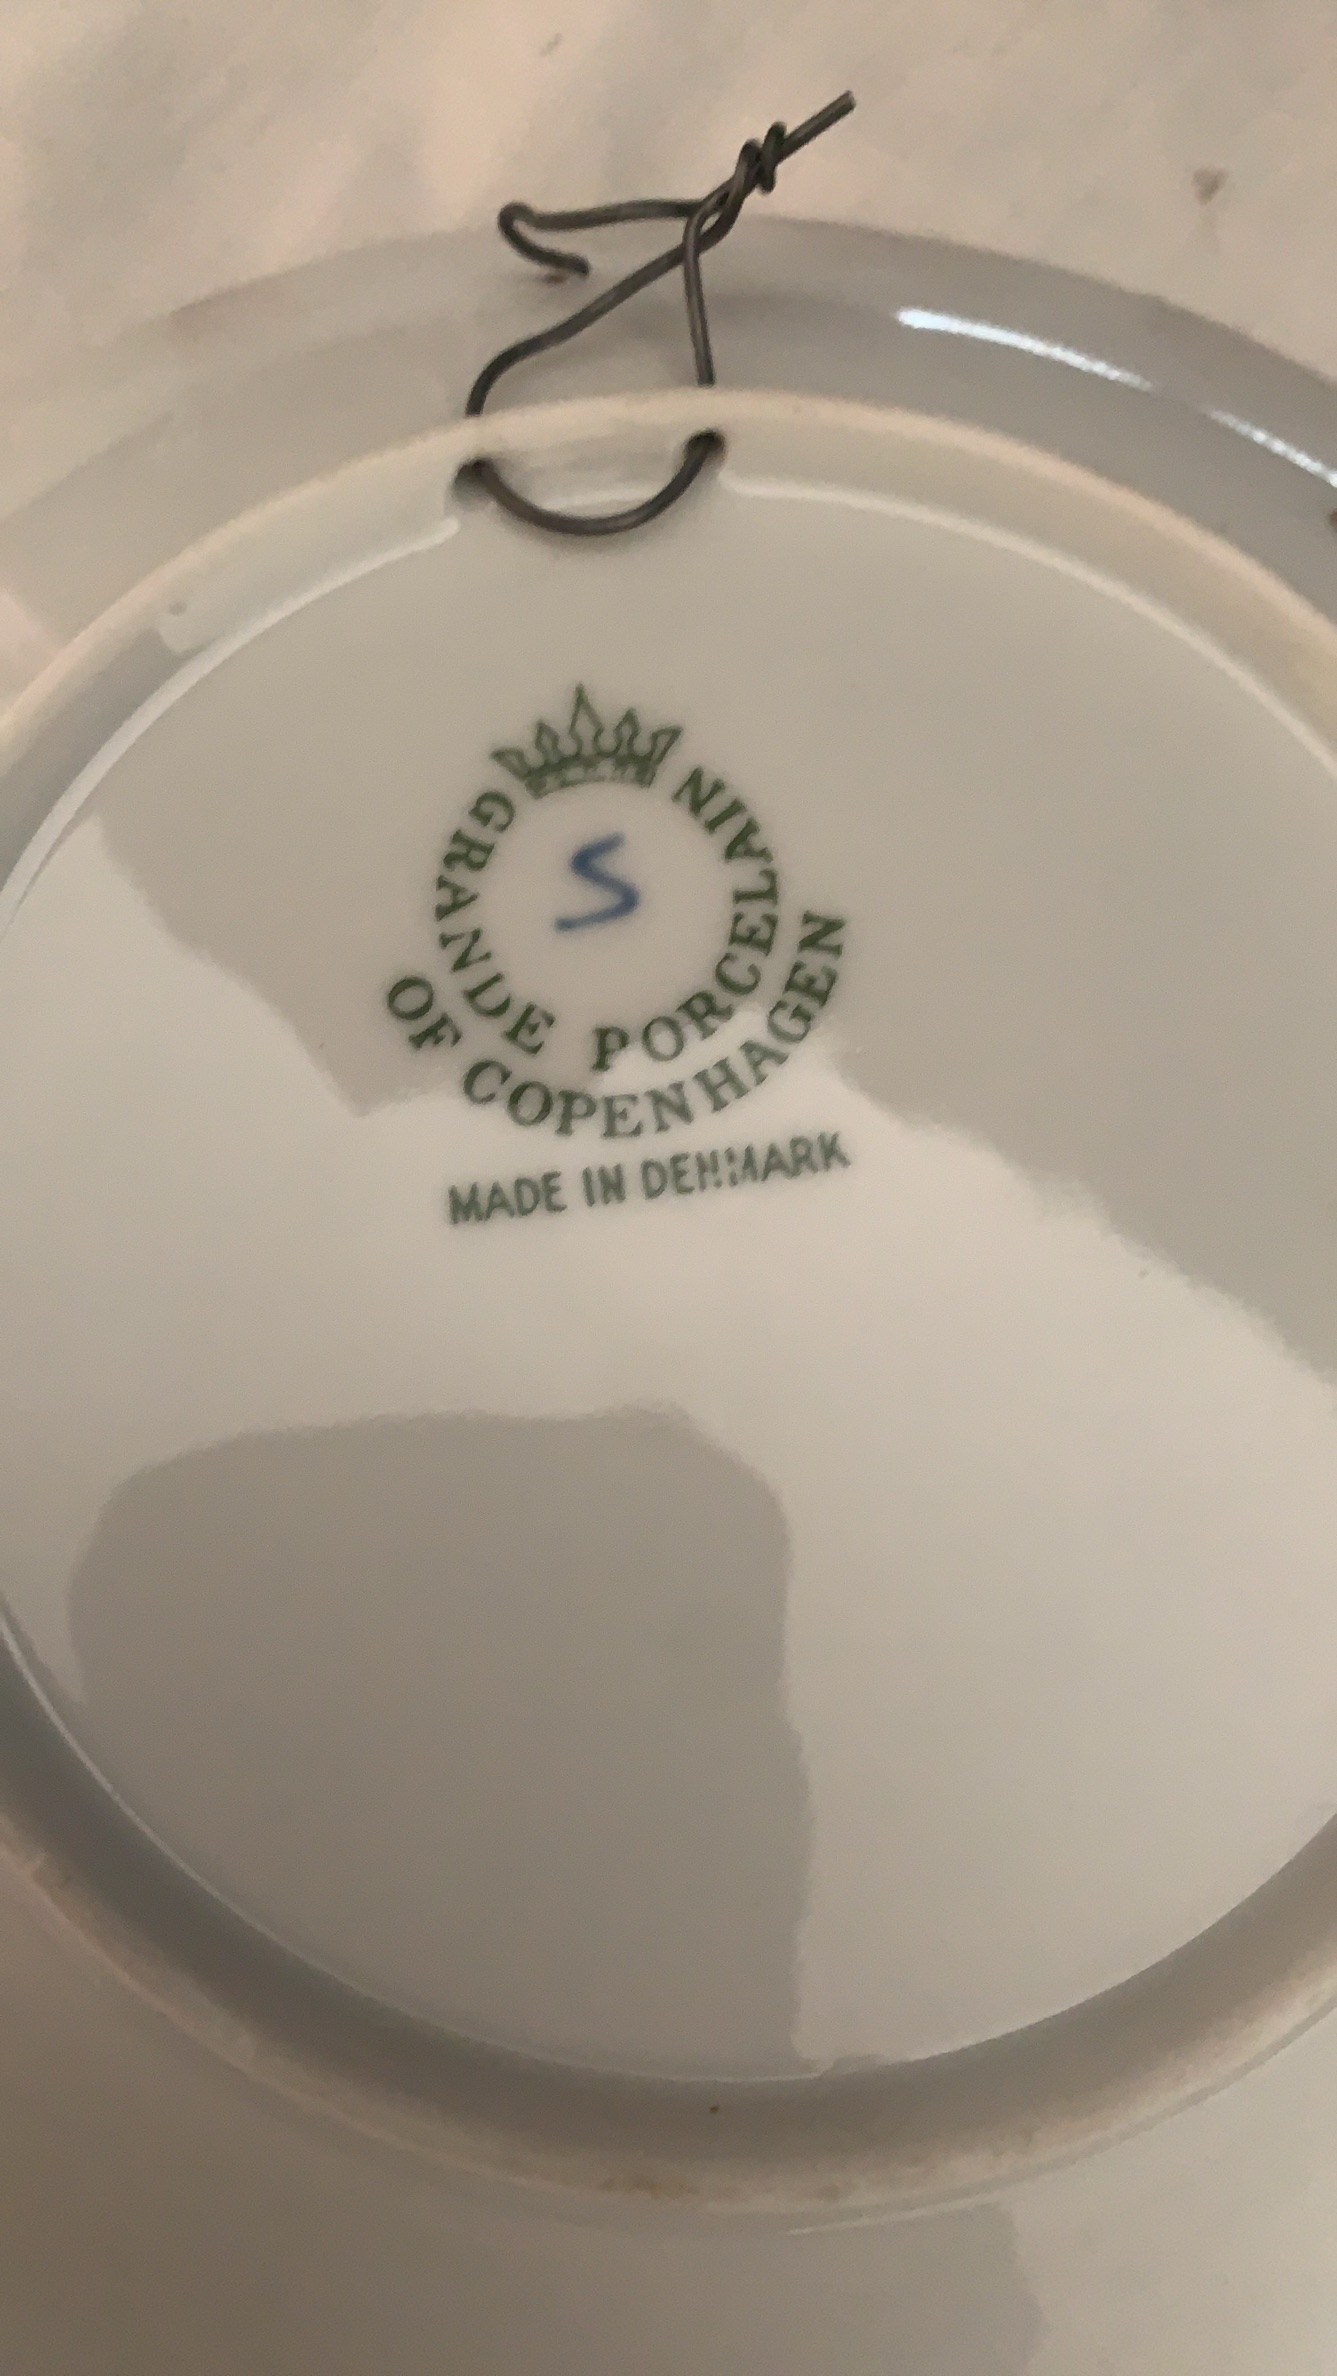 GRANDE PORCELAIN
S
OF COPENHAGEN
MADE IN DENMARK